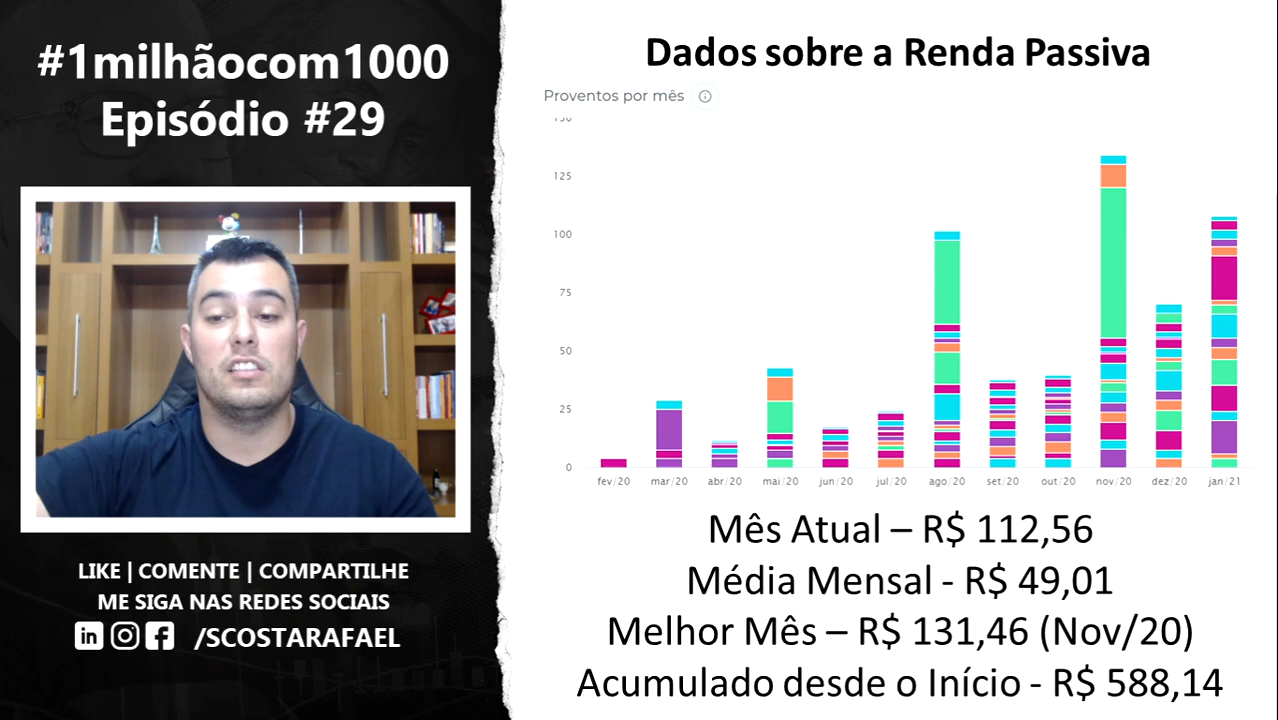 #1milhãocom1000
Episódio #29
LIKE | COMENTE | COMPARTILHE
ME SIGA NAS REDES SOCIAIS
in f /SCOSTARAFAEL
Dados sobre a Renda Passiva
Proventos por mês i
150
125
100
75
50
25
0
fev/20 mar/20 abr/20 mai/20 jun/20 jul/20 ago/20 set/20 out/20 nov/20 dez/20 jan/21
Mês Atual – R$ 112,56
Média Mensal - R$ 49,01
Melhor Mês – R$ 131,46 (Nov/20)
Acumulado desde o Início - R$ 588,14